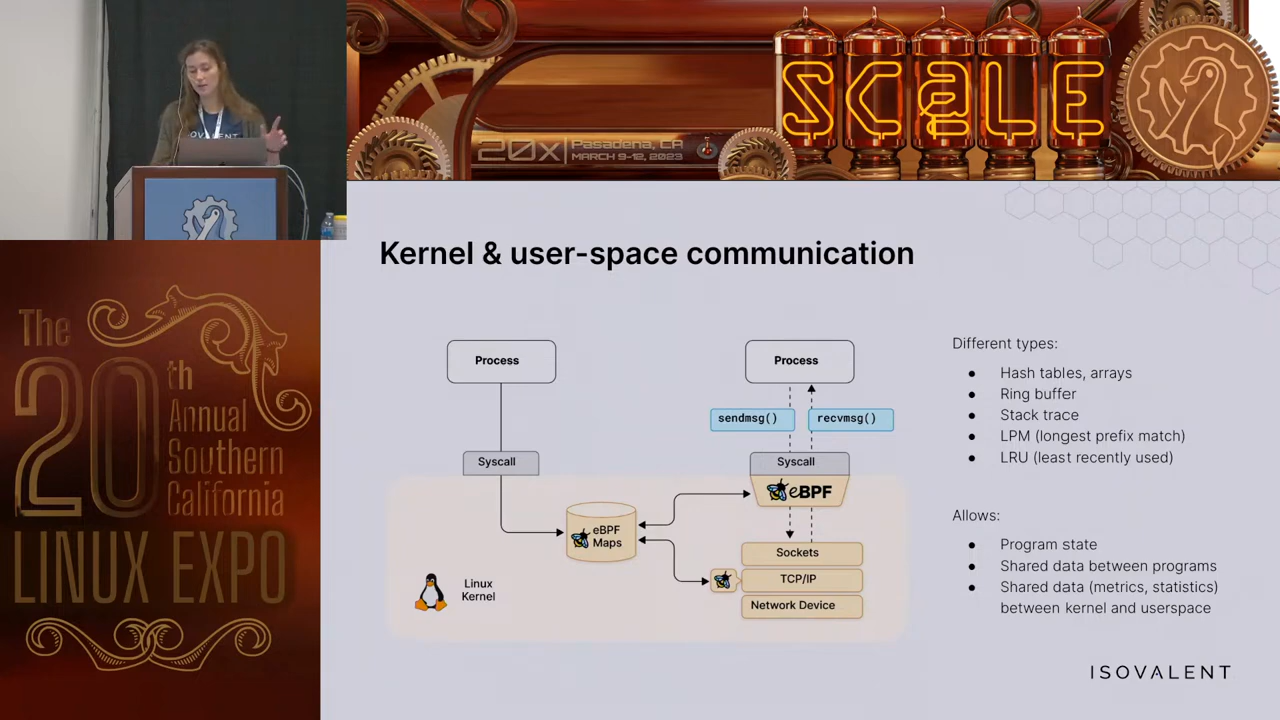 ISOVALENT
SCaLE
20x
Pasadena, CA
MARCH 9-12, 2023
The
20th
Annual
Southern
California
LINUX EXPO
Kernel & user-space communication
Process
Process
sendmsg()
recvmsg()
Syscall
Syscall
eBPF
eBPF
Maps
Sockets
TCP/IP
Network Device
Linux
Kernel
Different types:
● Hash tables, arrays
● Ring buffer
● Stack trace
● LPM (longest prefix match)
● LRU (least recently used)
Allows:
● Program state
● Shared data between programs
● Shared data (metrics, statistics)
between kernel and userspace
ISOVALENT